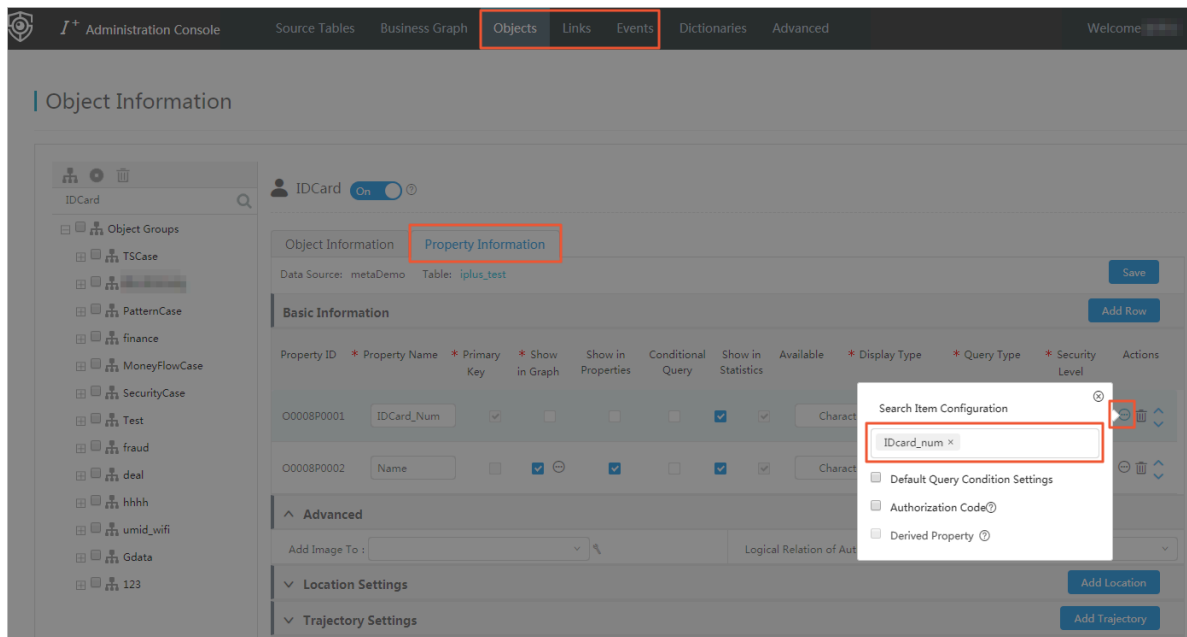 I+ Administration Console Source Tables Business Graph Objects Links Events Dictionaries Advanced Welcome
Object Information
IDCard
Object Groups
TSCase
PatternCase
finance
MoneyFlowCase
SecurityCase
Test
fraud
deal
hhhh
umid_wifi
Gdata
123
IDCard On
Object Information Property Information
Data Source: metaDemo Table: iplus_test Save
Basic Information Add Row
Property ID * Property Name * Primary Key * Show in Graph Show in Properties Conditional Query Show in Statistics Available * Display Type * Query Type * Security Level Actions
O0008P0001 IDCard_Num Charact
O0008P0002 Name Charact
Search Item Configuration
IDcard_num ×
Default Query Condition Settings
Authorization Code
Derived Property
Advanced
Add Image To : Logical Relation of Aut
Location Settings Add Location
Trajectory Settings Add Trajectory